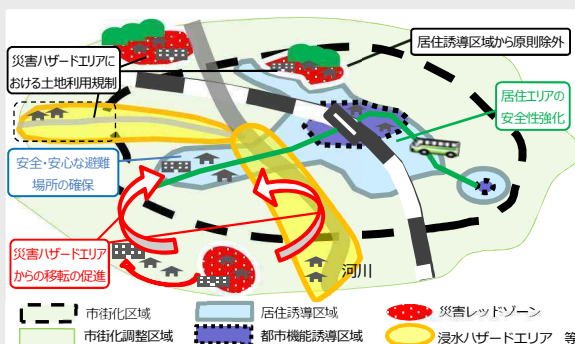 災害ハザードエリアに
おける土地利用規制
居住誘導区域から原則除外
居住エリアの
安全性強化
安全・安心な避難
場所の確保
災害ハザードエリア
からの移転の促進
河川
市街化区域
居住誘導区域
災害レッドゾーン
市街化調整区域
都市機能誘導区域
浸水ハザードエリア 等